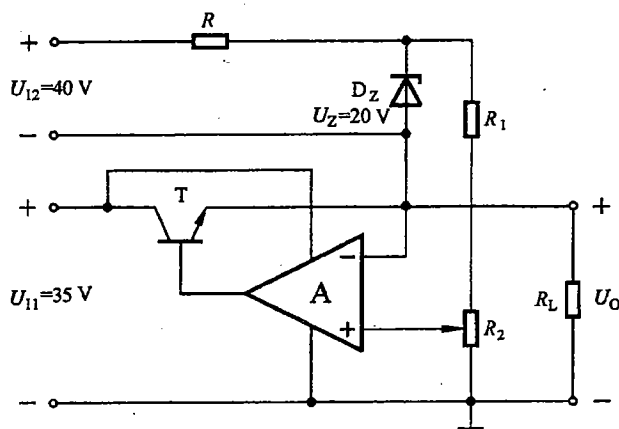 R
+
U_I2=40 V
D_Z
U_Z=20 V
R_1
−
+
T
+
−
A
U_I1=35 V
+
R_2
R_L
U_O
−
−